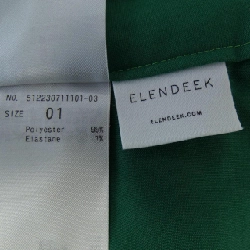 NO. 512230711101-03
SIZE 01
Polyester
Elastane
ELENDEEK
ELENDEEK.COM